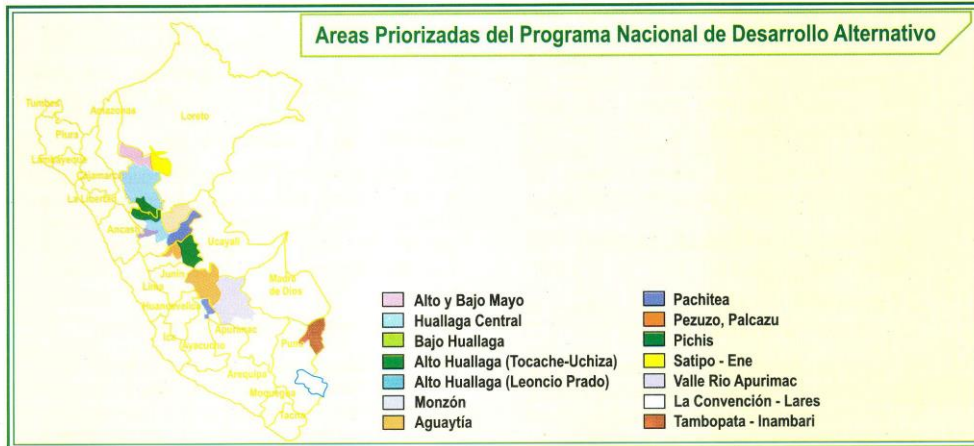 Areas Priorizadas del Programa Nacional de Desarrollo Alternativo
Tumbes
Amazonas
Loreto
Piura
Lambayeque
Cajamarca
La Libertad
Ancash
Ucayali
Junin
Lima
Madre
de Dios
Huancavelica
Ica
Apurimac
Ayacucho
Puno
Arequipa
Moquegua
Tacna
Alto y Bajo Mayo
Huallaga Central
Bajo Huallaga
Alto Huallaga (Tocache-Uchiza)
Alto Huallaga (Leoncio Prado)
Monzón
Aguaytía
Pachitea
Pezuzo, Palcazu
Pichis
Satipo - Ene
Valle Rio Apurimac
La Convención - Lares
Tambopata - Inambari